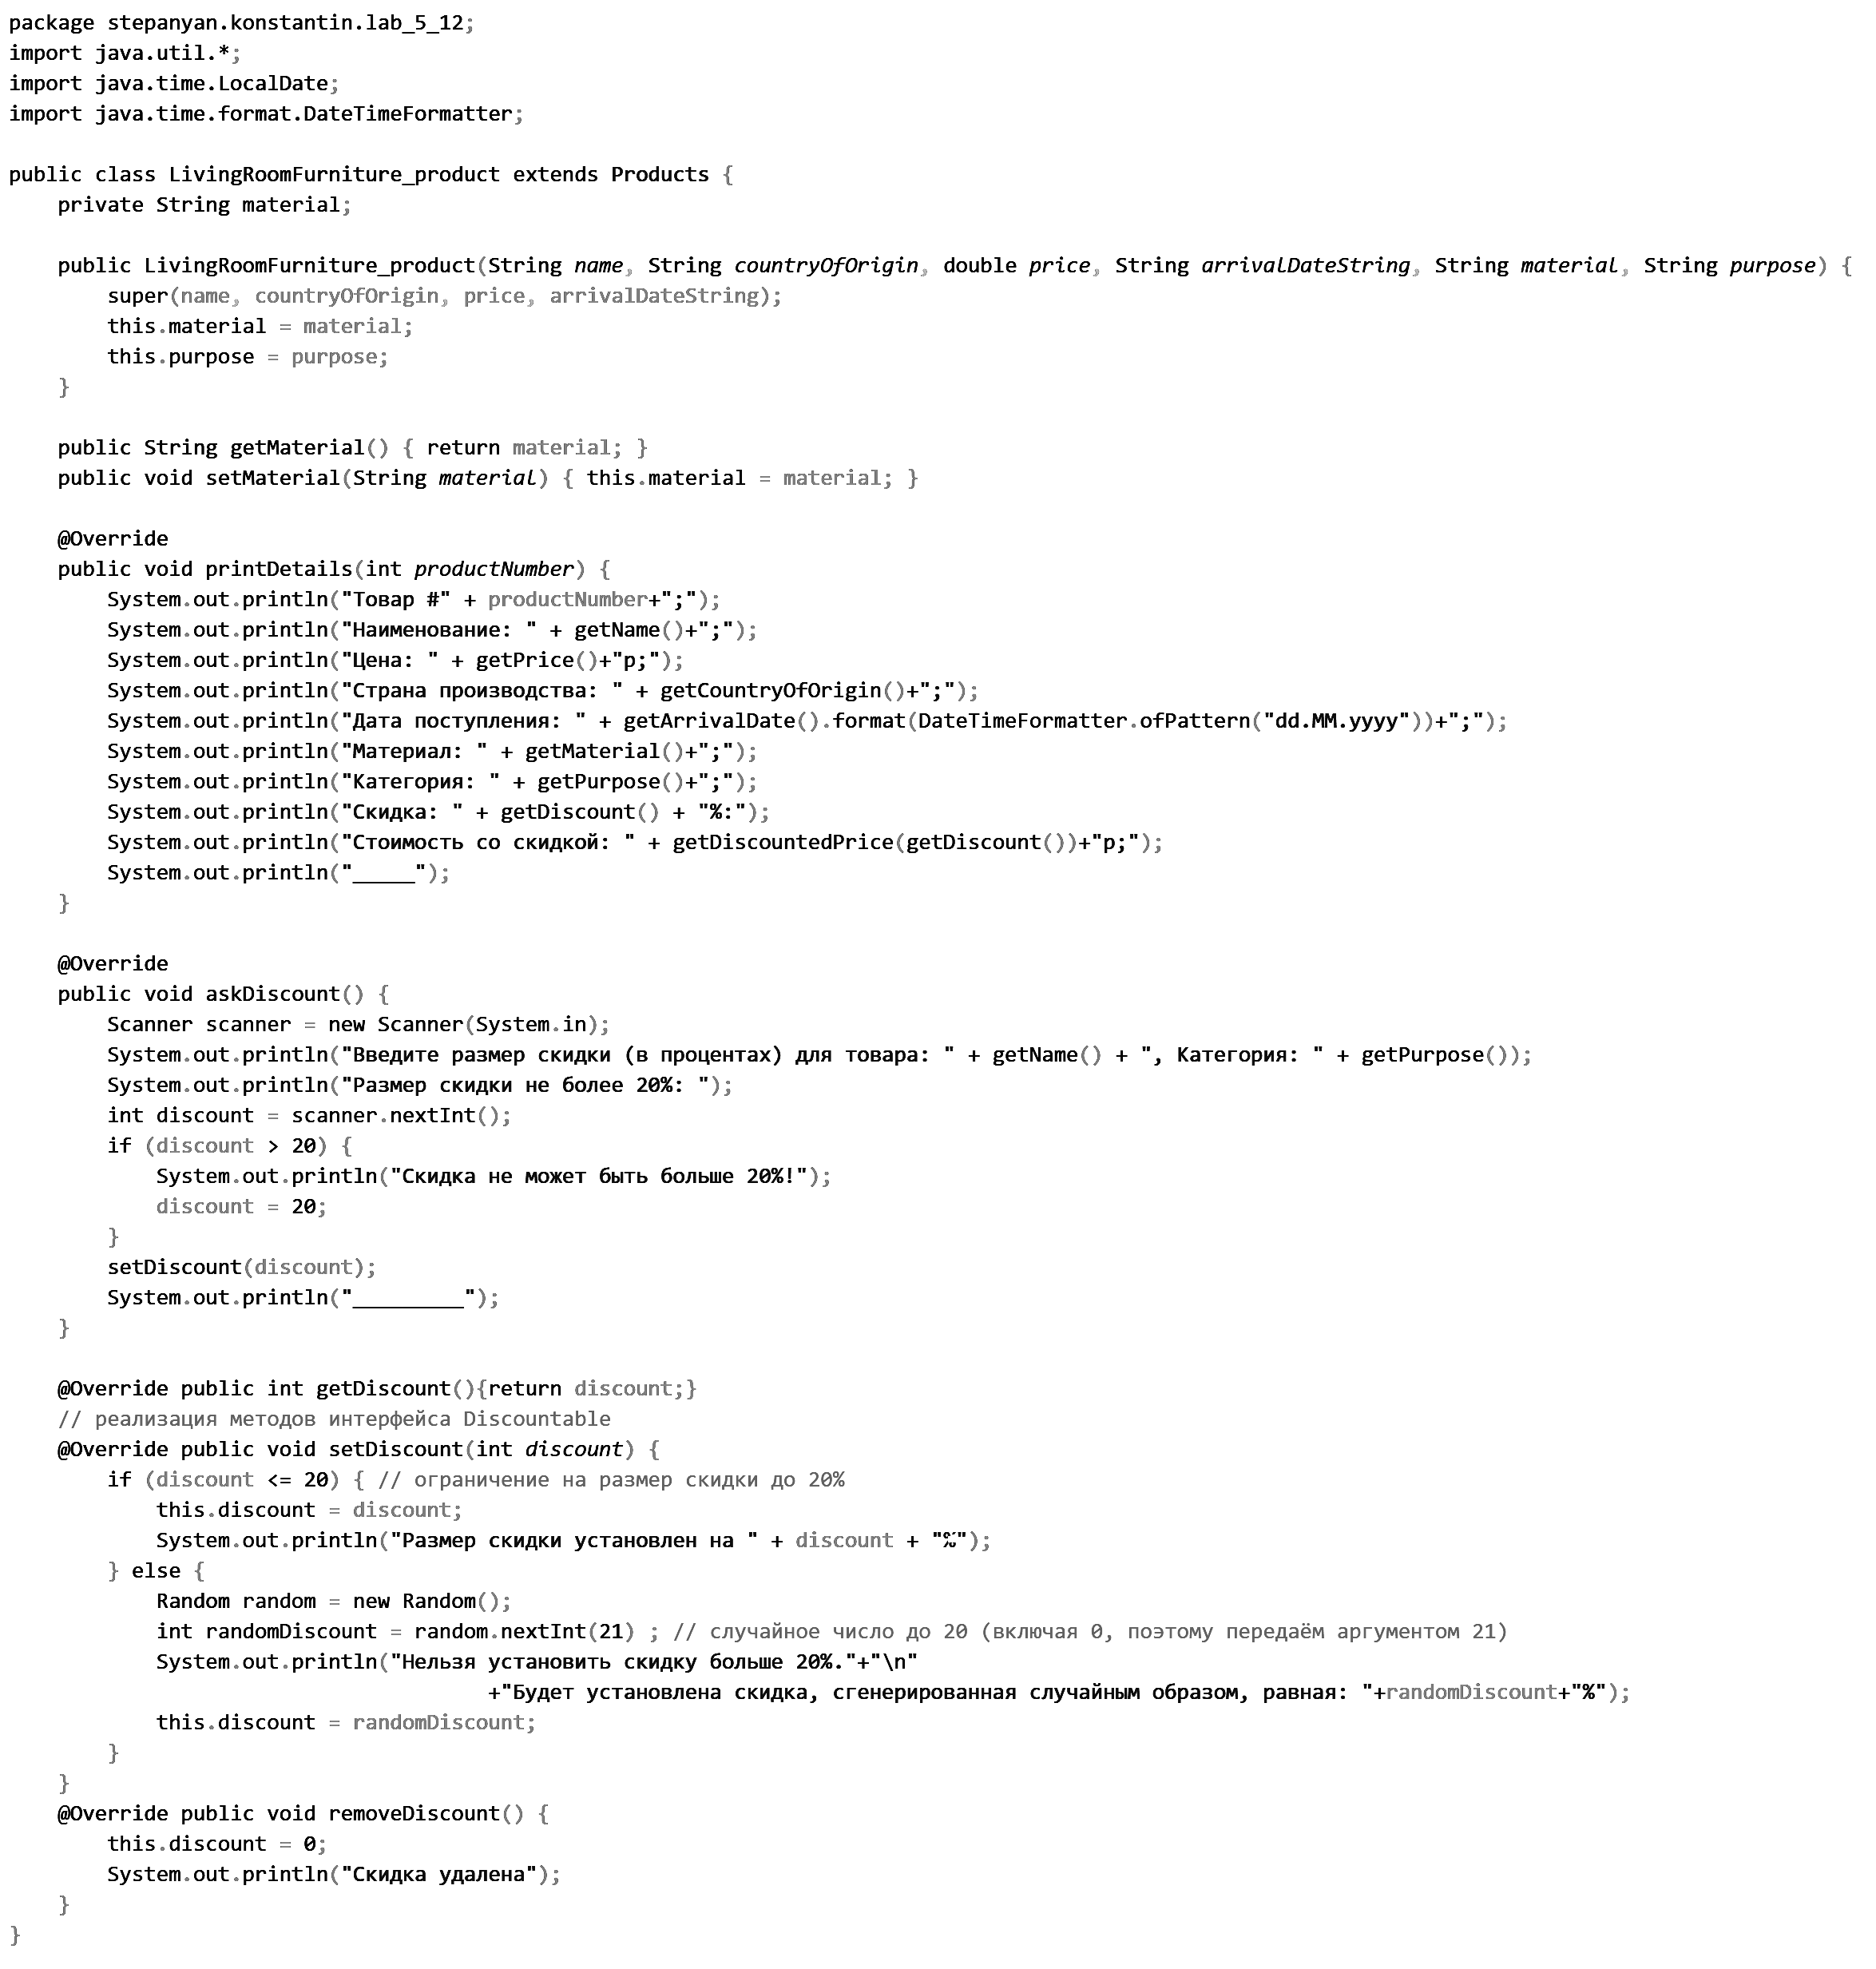 package stepanyan.konstantin.lab_5_12;
import java.util.*;
import java.time.LocalDate;
import java.time.format.DateTimeFormatter;

public class LivingRoomFurniture_product extends Products {
    private String material;

    public LivingRoomFurniture_product(String name, String countryOfOrigin, double price, String arrivalDateString, String material, String purpose) {
        super(name, countryOfOrigin, price, arrivalDateString);
        this.material = material;
        this.purpose = purpose;
    }

    public String getMaterial() { return material; }
    public void setMaterial(String material) { this.material = material; }

    @Override
    public void printDetails(int productNumber) {
        System.out.println("Товар #" + productNumber+";");
        System.out.println("Наименование: " + getName()+";");
        System.out.println("Цена: " + getPrice()+"р;");
        System.out.println("Страна производства: " + getCountryOfOrigin()+";");
        System.out.println("Дата поступления: " + getArrivalDate().format(DateTimeFormatter.ofPattern("dd.MM.yyyy"))+";");
        System.out.println("Материал: " + getMaterial()+";");
        System.out.println("Категория: " + getPurpose()+";");
        System.out.println("Скидка: " + getDiscount() + "%:");
        System.out.println("Стоимость со скидкой: " + getDiscountedPrice(getDiscount())+"р;");
        System.out.println("_____");
    }

    @Override
    public void askDiscount() {
        Scanner scanner = new Scanner(System.in);
        System.out.println("Введите размер скидки (в процентах) для товара: " + getName() + ", Категория: " + getPurpose());
        System.out.println("Размер скидки не более 20%: ");
        int discount = scanner.nextInt();
        if (discount > 20) {
            System.out.println("Скидка не может быть больше 20%!");
            discount = 20;
        }
        setDiscount(discount);
        System.out.println("_________");
    }

    @Override public int getDiscount(){return discount;}
    // реализация методов интерфейса Discountable
    @Override public void setDiscount(int discount) {
        if (discount <= 20) { // ограничение на размер скидки до 20%
            this.discount = discount;
            System.out.println("Размер скидки установлен на " + discount + "%");
        } else {
            Random random = new Random();
            int randomDiscount = random.nextInt(21) ; // случайное число до 20 (включая 0, поэтому передаём аргументом 21)
            System.out.println("Нельзя установить скидку больше 20%."+"\n"
                                       +"Будет установлена скидка, сгенерированная случайным образом, равная: "+randomDiscount+"%");
            this.discount = randomDiscount;
        }
    }
    @Override public void removeDiscount() {
        this.discount = 0;
        System.out.println("Скидка удалена");
    }
}